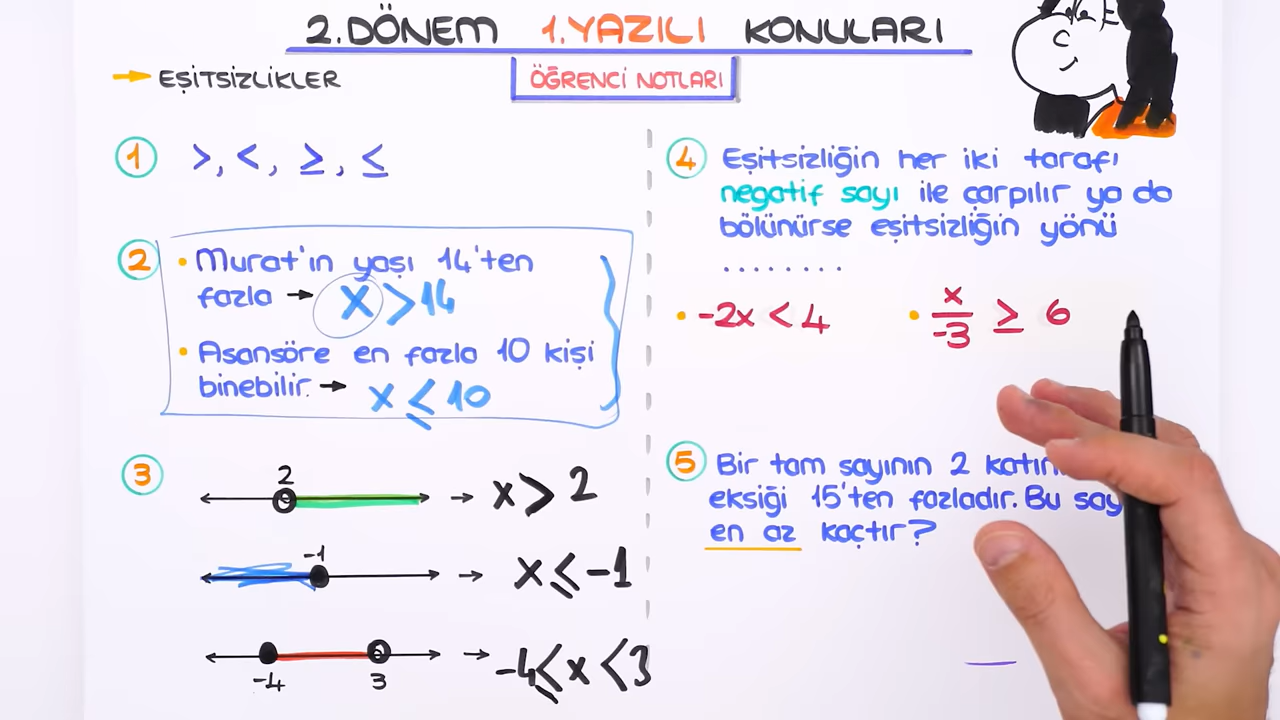 2.DÖNEM 1.YAZILI KONULARI
→ EŞİTSİZLİKLER
ÖĞRENCİ NOTLARI
1 >, <, ≥, ≤
2 • Murat'ın yaşı 14'ten
fazla → x > 14
• Asansöre en fazla 10 kişi
binebilir. → x ≤ 10
3
2
→ x > 2
-1
→ x ≤ -1
→ -4 ≤ x < 3
-4 3
4 Eşitsizliğin her iki tarafı
negatif sayı ile çarpılır ya da
bölünürse eşitsizliğin yönü
........
• -2x < 4 • x/-3 ≥ 6
5 Bir tam sayının 2
eksiği 15'ten fazladır. Bu
en az kaçtır?